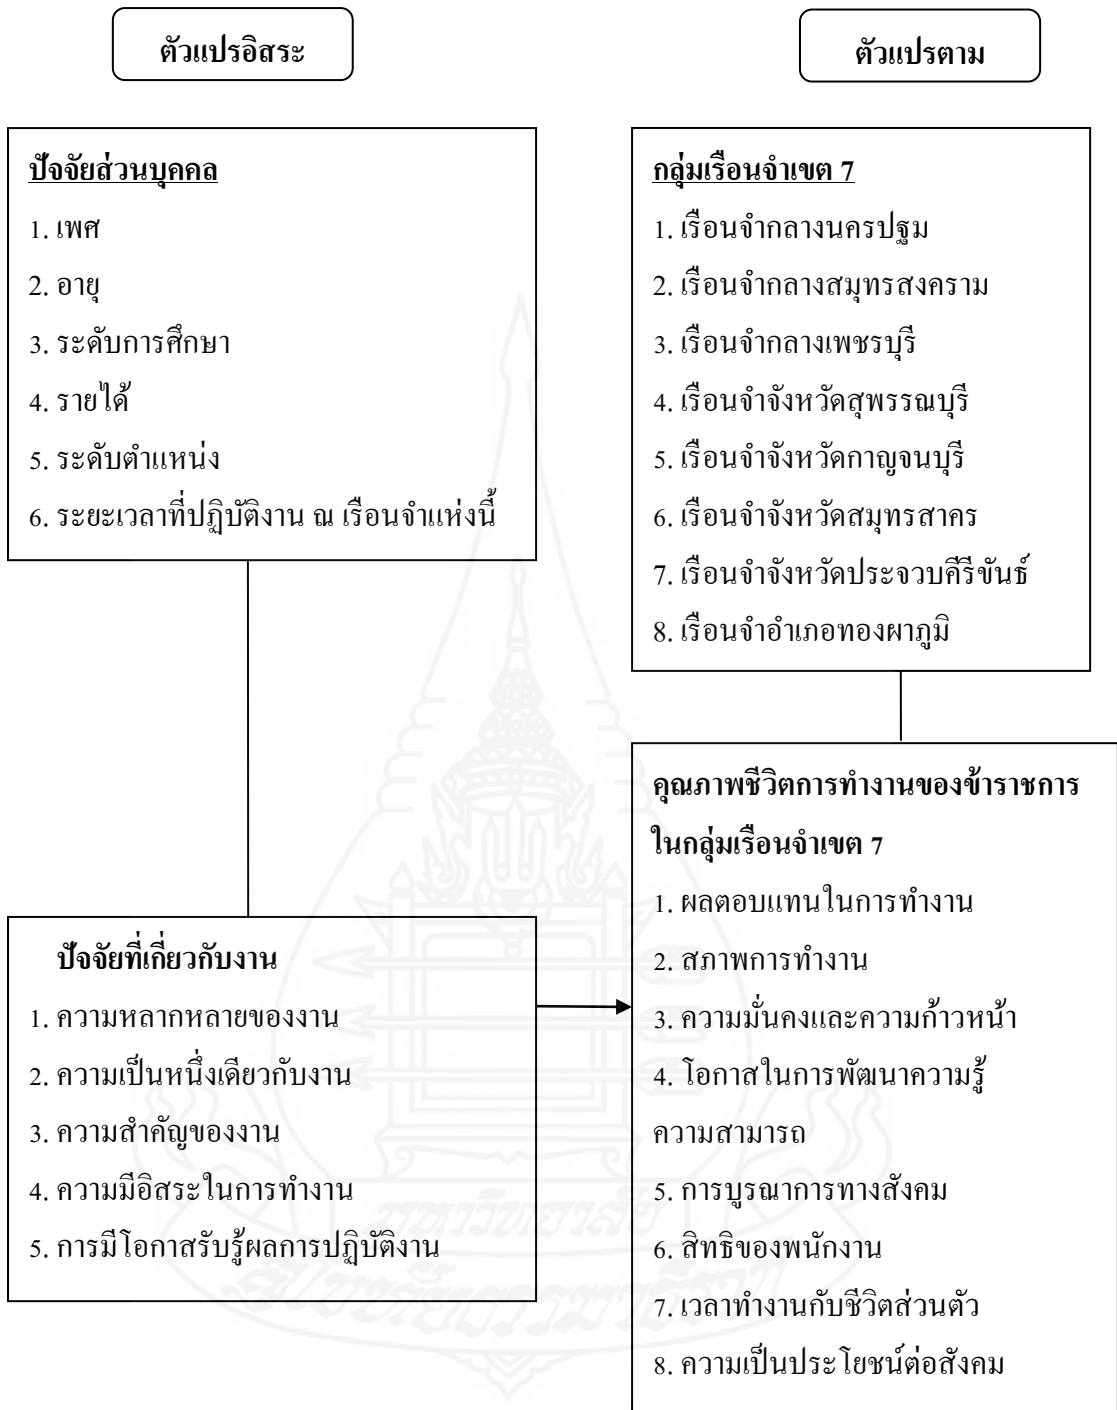 ตัวแปรอิสระ
ตัวแปรตาม
ปัจจัยส่วนบุคคล
1. เพศ
2. อายุ
3. ระดับการศึกษา
4. รายได้
5. ระดับตำแหน่ง
6. ระยะเวลาที่ปฏิบัติงาน ณ เรือนจำแห่งนี้
กลุ่มเรือนจำเขต 7
1. เรือนจำกลางนครปฐม
2. เรือนจำกลางสมุทรสงคราม
3. เรือนจำกลางเพชรบุรี
4. เรือนจำจังหวัดสุพรรณบุรี
5. เรือนจำจังหวัดกาญจนบุรี
6. เรือนจำจังหวัดสมุทรสาคร
7. เรือนจำจังหวัดประจวบคีรีขันธ์
8. เรือนจำอำเภอทองผาภูมิ
ปัจจัยที่เกี่ยวกับงาน
1. ความหลากหลายของงาน
2. ความเป็นหนึ่งเดียวกับงาน
3. ความสำคัญของงาน
4. ความมีอิสระในการทำงาน
5. การมีโอกาสรับรู้ผลการปฏิบัติงาน
คุณภาพชีวิตการทำงานของข้าราชการ
ในกลุ่มเรือนจำเขต 7
1. ผลตอบแทนในการทำงาน
2. สภาพการทำงาน
3. ความมั่นคงและความก้าวหน้า
4. โอกาสในการพัฒนาความรู้
ความสามารถ
5. การบูรณาการทางสังคม
6. สิทธิของพนักงาน
7. เวลาทำงานกับชีวิตส่วนตัว
8. ความเป็นประโยชน์ต่อสังคม
มหาวิทยาลัย
สุโขทัยธรรมาธิราช